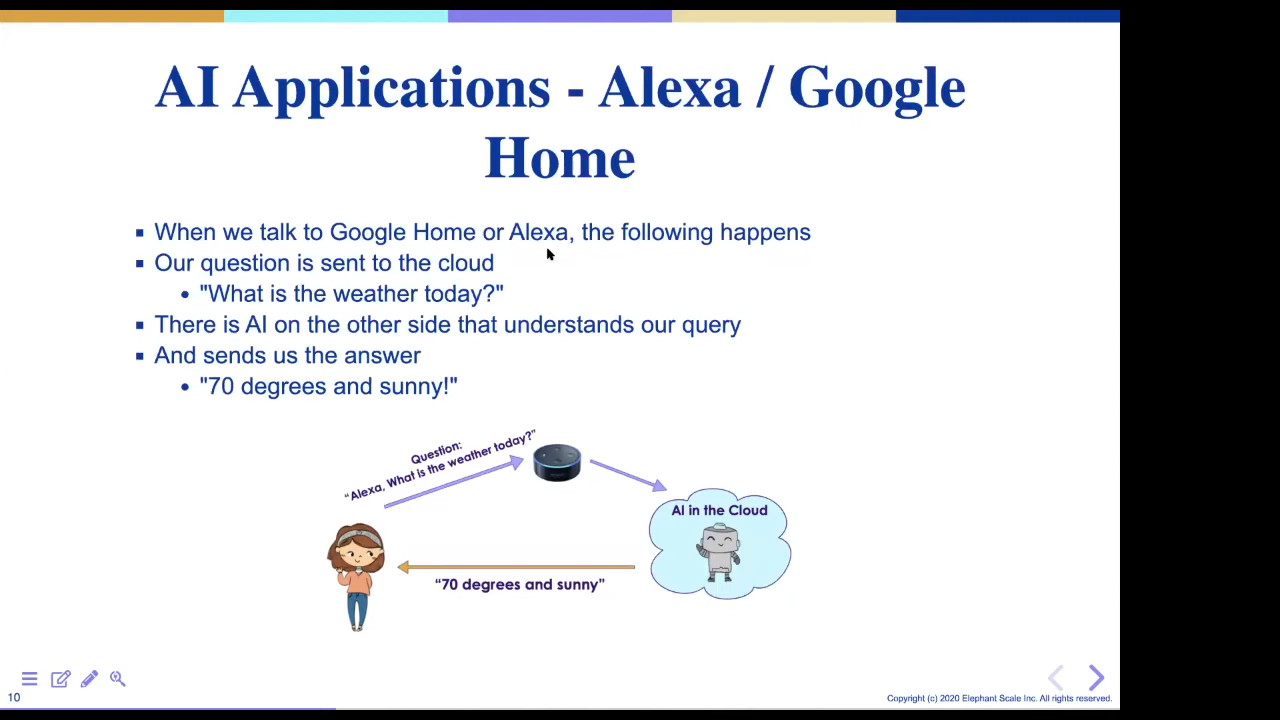 AI Applications - Alexa / Google
Home
When we talk to Google Home or Alexa, the following happens
Our question is sent to the cloud
"What is the weather today?"
There is AI on the other side that understands our query
And sends us the answer
"70 degrees and sunny!"
Question:
“Alexa, What is the weather today?”
AI in the Cloud
“70 degrees and sunny”
10
Copyright (c) 2020 Elephant Scale Inc. All rights reserved.